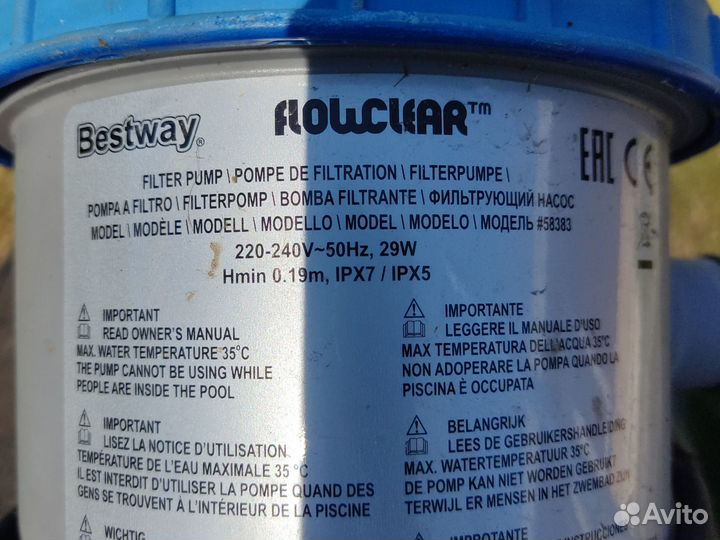 Bestway®
FLOWCLEAR™
EAC CE
FILTER PUMP \ POMPE DE FILTRATION \ FILTERPUMPE \
POMPA A FILTRO \ FILTERPOMP \ BOMBA FILTRANTE \ ФИЛЬТРУЮЩИЙ НАСОС
MODEL \ MODÈLE \ MODELL \ MODELLO \ MODEL \ MODELO \ МОДЕЛЬ #58383
220-240V~50Hz, 29W
Hmin 0.19m, IPX7 / IPX5
IMPORTANT
READ OWNER'S MANUAL
MAX. WATER TEMPERATURE 35°C
THE PUMP CANNOT BE USING WHILE
PEOPLE ARE INSIDE THE POOL
IMPORTANT
LISEZ LA NOTICE D'UTILISATION.
TEMPÉRATURE DE L'EAU MAXIMALE 35 °C
IL EST INTERDIT D'UTILISER LA POMPE QUAND DES
GENS SE TROUVENT À L'INTÉRIEUR DE LA PISCINE
WICHTIG
IMPORTANTE
LEGGERE IL MANUALE D'USO
MAX TEMPERATURA DELL'ACQUA 35°C
NON ADOPERARE LA POMPA QUANDO LA
PISCINA È OCCUPATA
BELANGRIJK
LEES DE GEBRUIKERSHANDLEIDING
MAX. WATERTEMPERATUUR 35°C
DE POMP KAN NIET WORDEN GEBRUIKT
TERWIJL ER MENSEN IN HET ZWEMBAD ZIJN
IMPORTANTE
INSTRUCCIONES
Avito